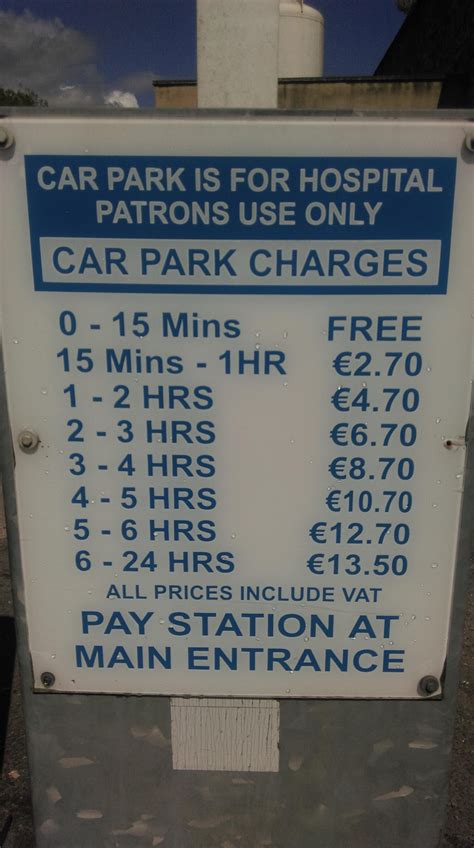 CAR PARK IS FOR HOSPITAL
PATRONS USE ONLY
CAR PARK CHARGES
0 - 15 Mins FREE
15 Mins - 1HR €2.70
1 - 2 HRS €4.70
2 - 3 HRS €6.70
3 - 4 HRS €8.70
4 - 5 HRS €10.70
5 - 6 HRS €12.70
6 - 24 HRS €13.50
ALL PRICES INCLUDE VAT
PAY STATION AT
MAIN ENTRANCE